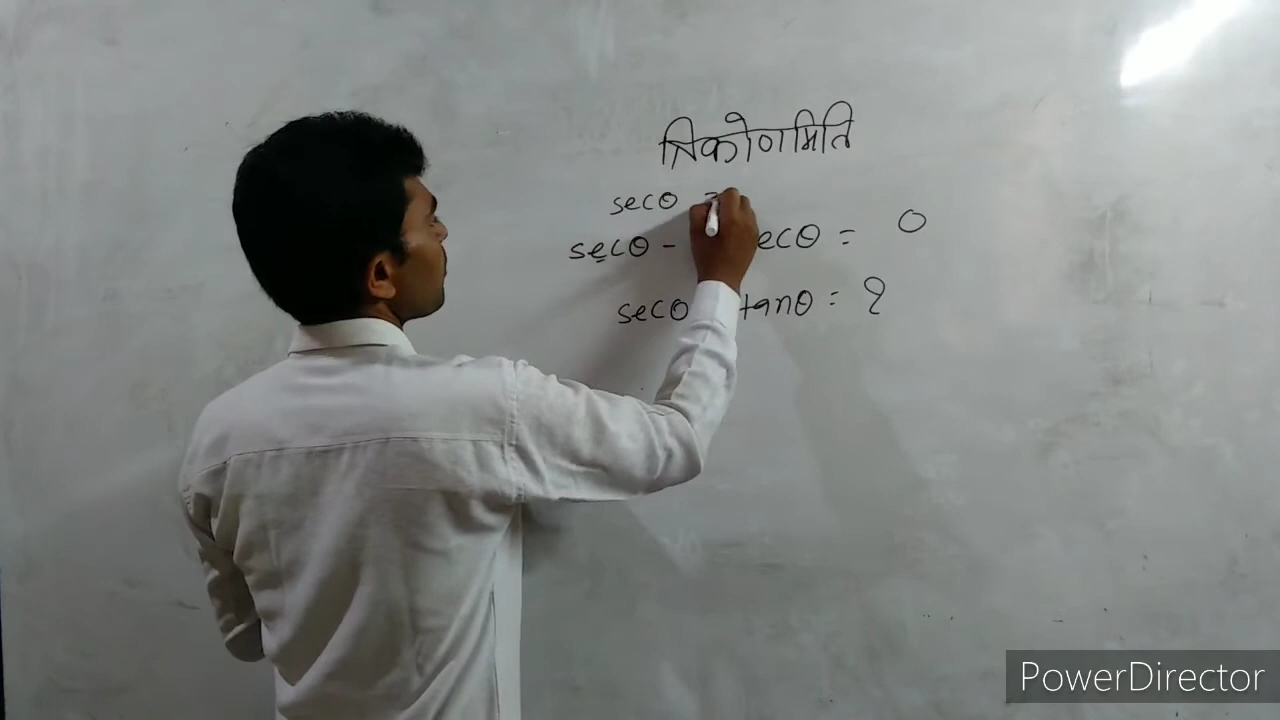 त्रिकोणमिति
secθ =
secθ - ecθ = 0
secθ tanθ = ?
PowerDirector